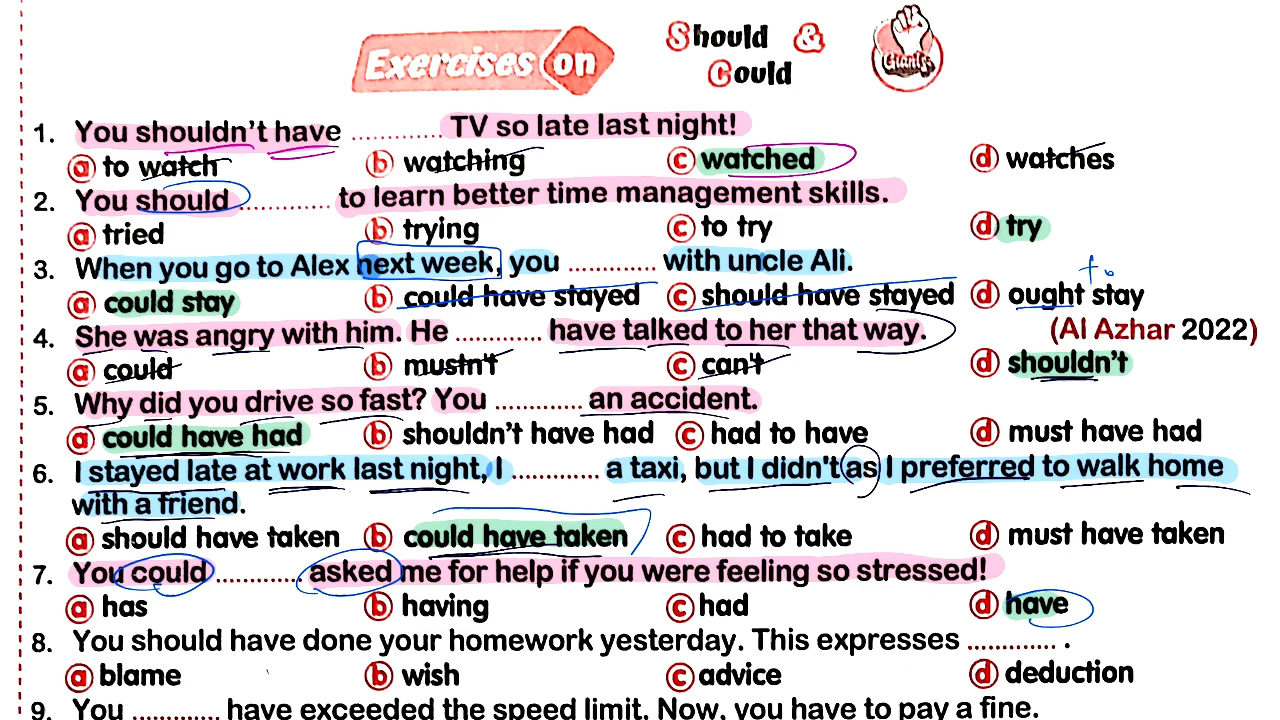 Exercises on
Should &
Could
Giants
1. You shouldn't have ............ TV so late last night!
a to watch b watching c watched d watches
2. You should ............ to learn better time management skills.
a tried b trying c to try d try
3. When you go to Alex next week, you ............ with uncle Ali.
to
a could stay b could have stayed c should have stayed d ought stay
4. She was angry with him. He ............ have talked to her that way. (Al Azhar 2022)
a could b mustn't c can't d shouldn't
5. Why did you drive so fast? You ............ an accident.
a could have had b shouldn't have had c had to have d must have had
6. I stayed late at work last night, I ............ a taxi, but I didn't as I preferred to walk home
with a friend.
a should have taken b could have taken c had to take d must have taken
7. You could ............ asked me for help if you were feeling so stressed!
a has b having c had d have
8. You should have done your homework yesterday. This expresses ............ .
a blame b wish c advice d deduction
9. You ............ have exceeded the speed limit. Now, you have to pay a fine.